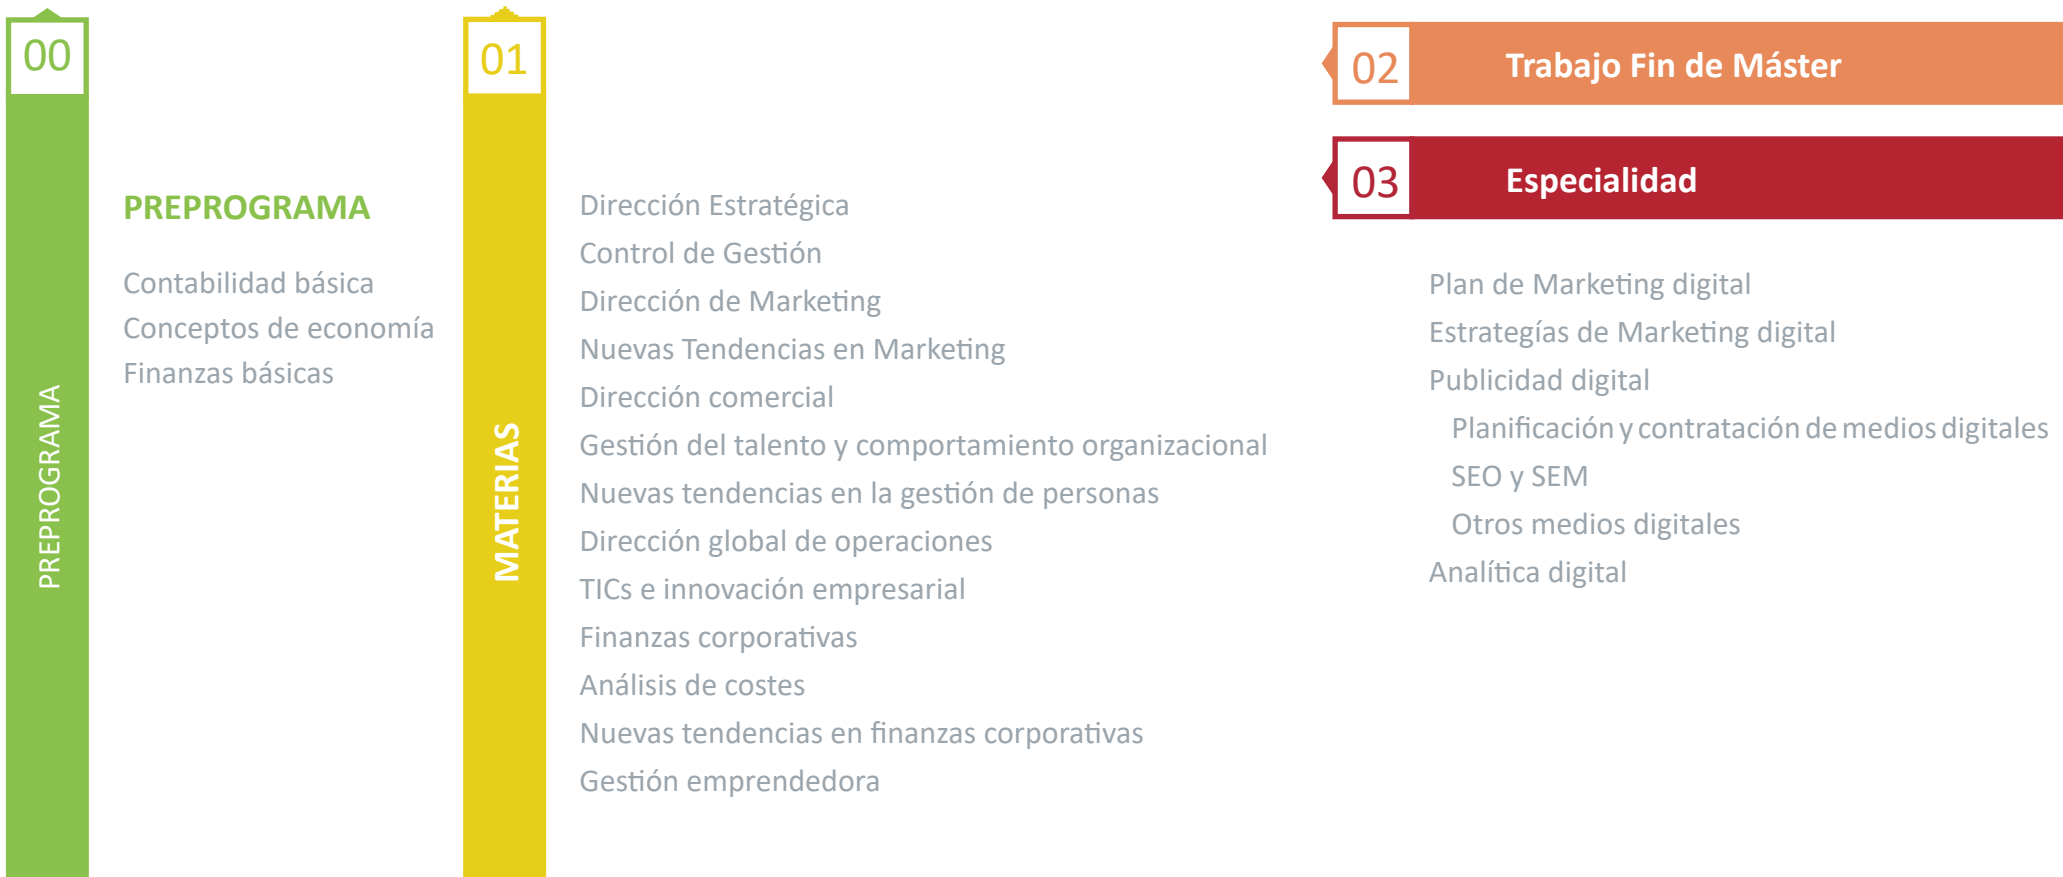 00
PREPROGRAMA
PREPROGRAMA
Contabilidad básica
Conceptos de economía
Finanzas básicas
01
MATERIAS
Dirección Estratégica
Control de Gestión
Dirección de Marketing
Nuevas Tendencias en Marketing
Dirección comercial
Gestión del talento y comportamiento organizacional
Nuevas tendencias en la gestión de personas
Dirección global de operaciones
TICs e innovación empresarial
Finanzas corporativas
Análisis de costes
Nuevas tendencias en finanzas corporativas
Gestión emprendedora
02
Trabajo Fin de Máster
03
Especialidad
Plan de Marketing digital
Estrategías de Marketing digital
Publicidad digital
Planificación y contratación de medios digitales
SEO y SEM
Otros medios digitales
Analítica digital